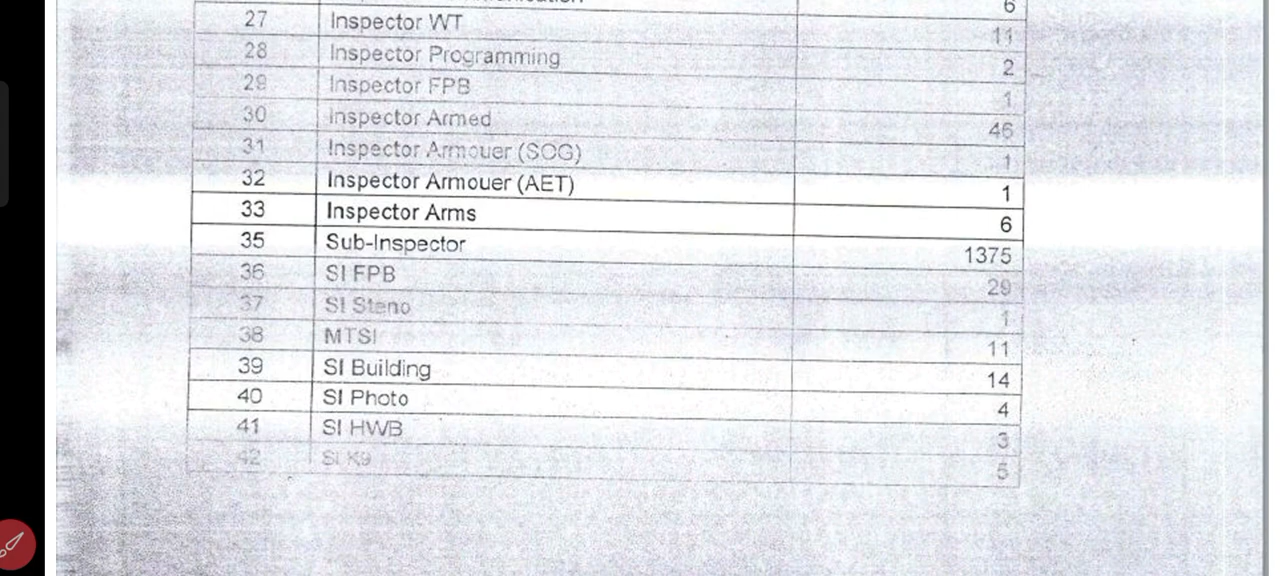 6
27 Inspector WT 11
28 Inspector Programming 2
29 Inspector FPB 1
30 Inspector Armed 46
31 Inspector Armouer (SOG) 1
32 Inspector Armouer (AET) 1
33 Inspector Arms 6
35 Sub-Inspector 1375
36 SI FPB 29
37 SI Steno 1
38 MTSI 11
39 SI Building 14
40 SI Photo 4
41 SI HWB 3
42 SI K9 5